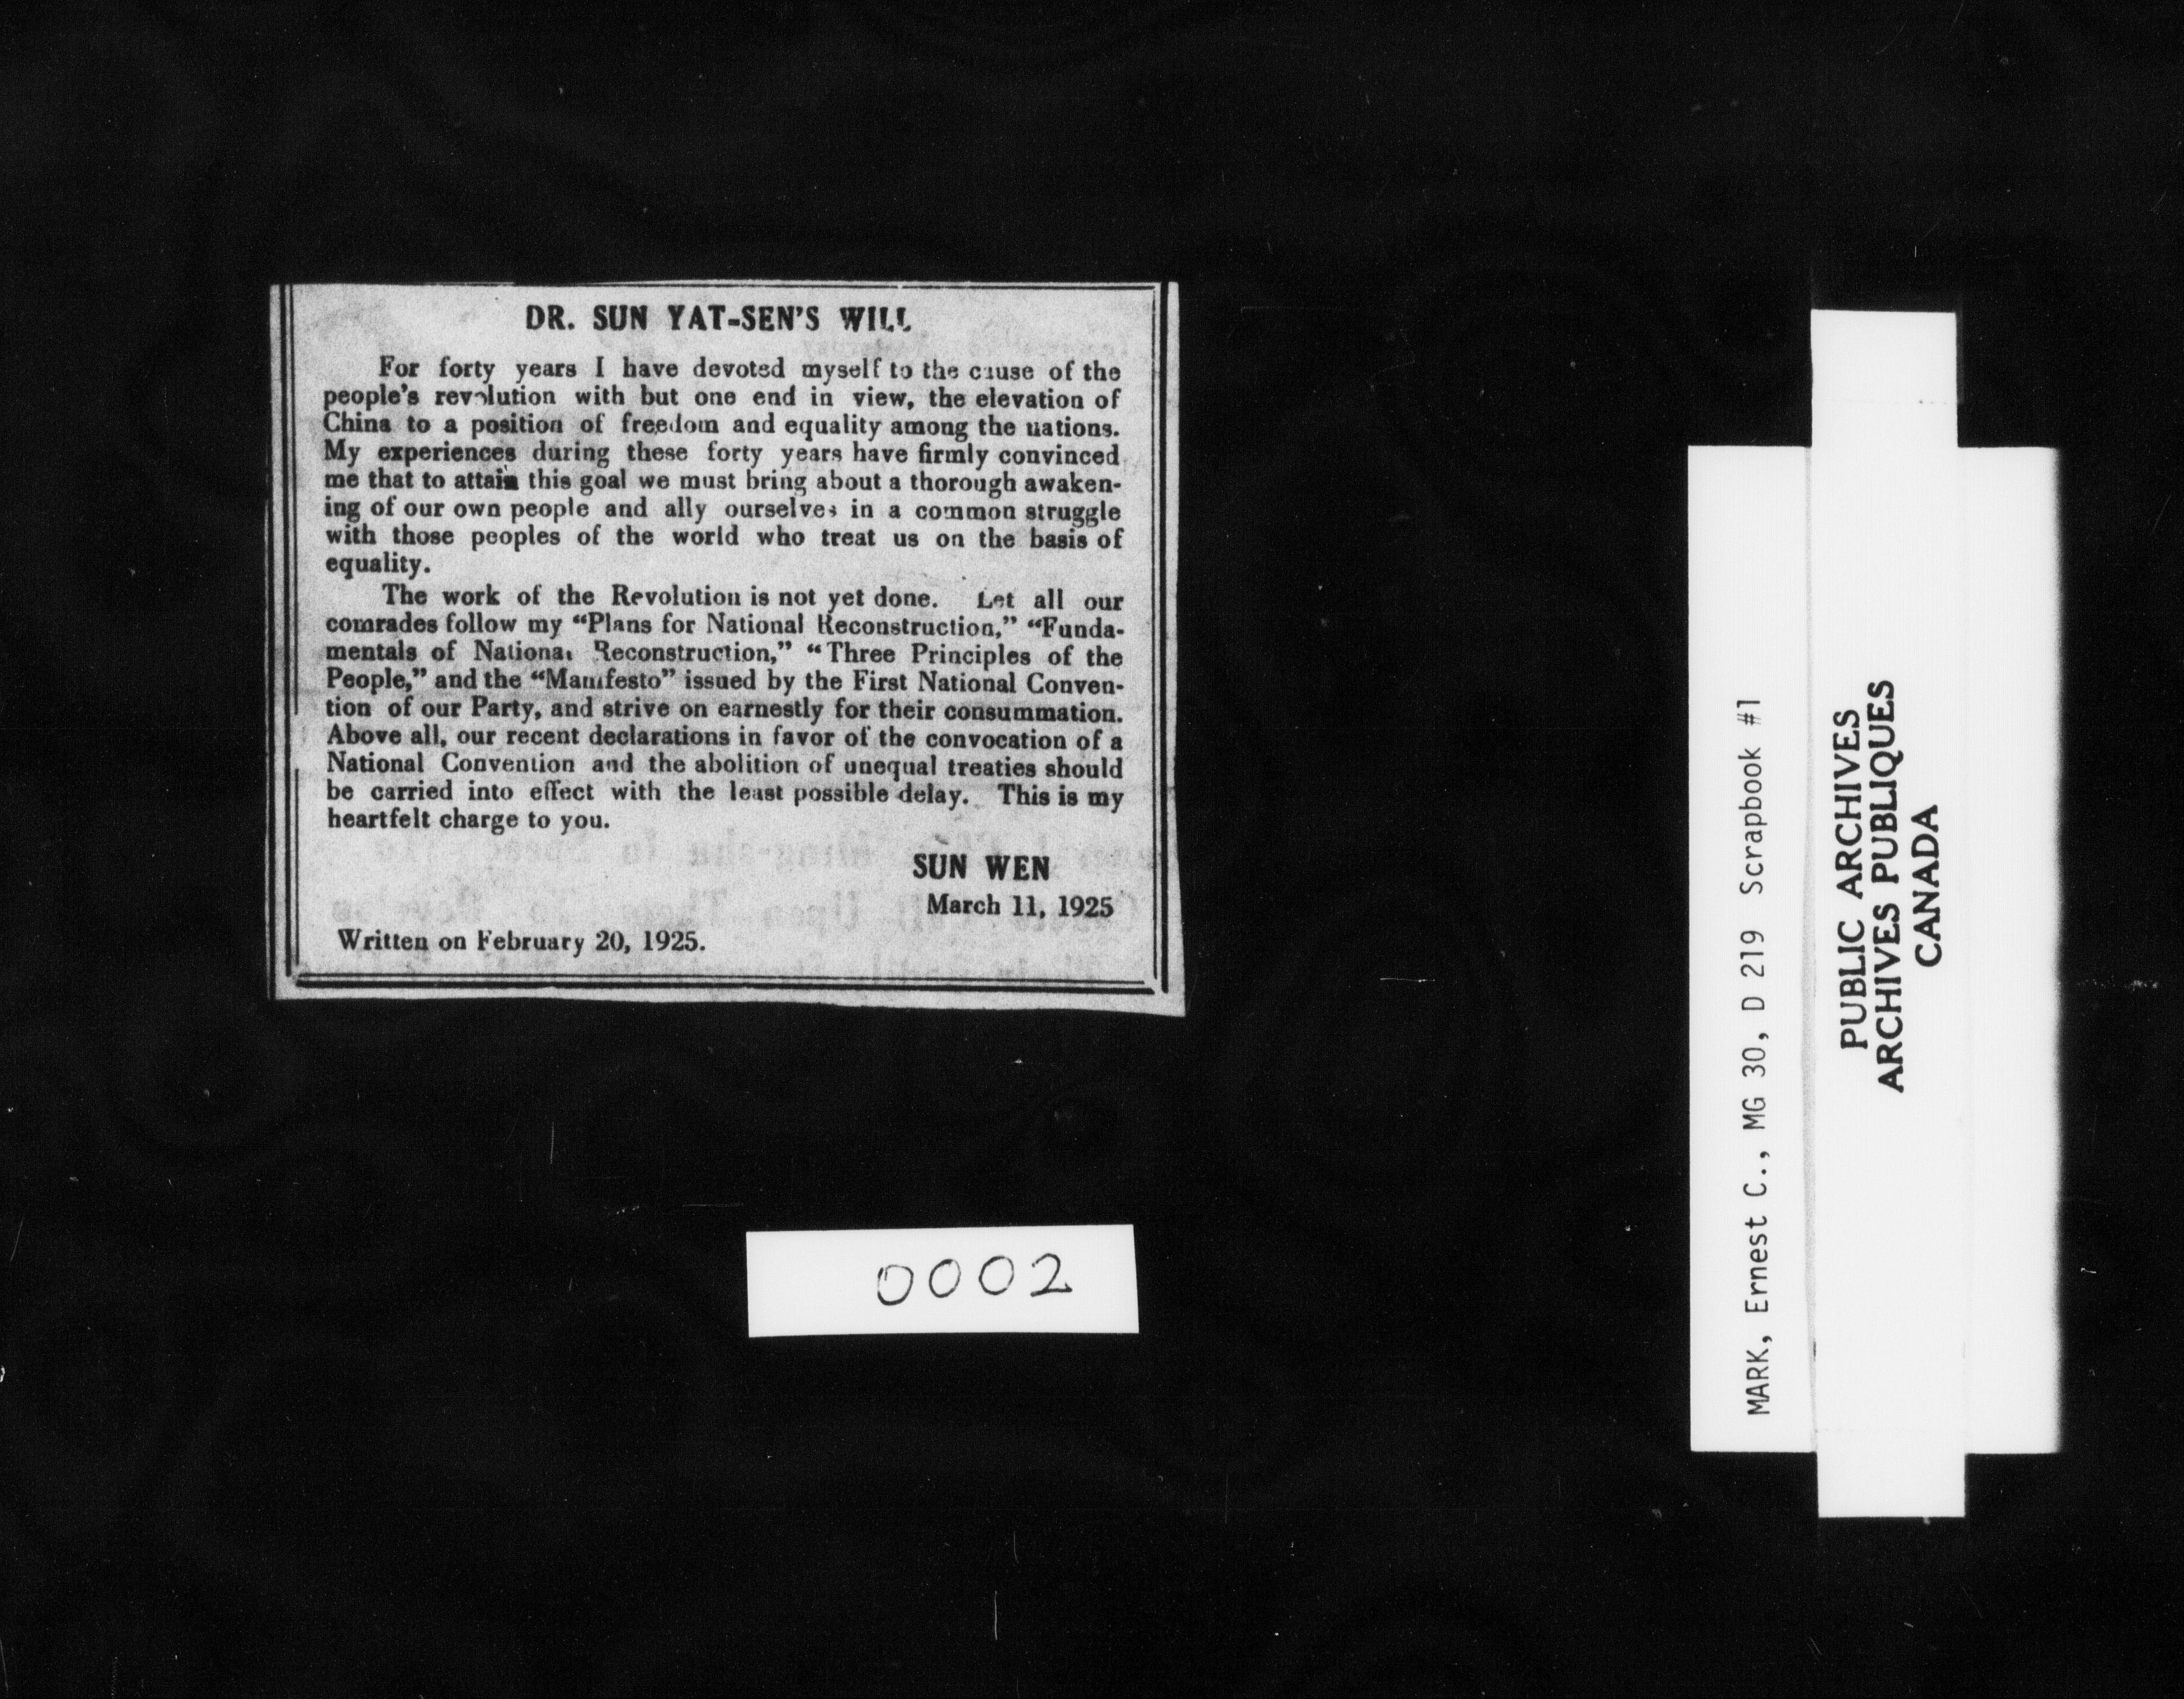 DR. SUN YAT-SEN'S WILL
For forty years I have devoted myself to the cause of the
people's revolution with but one end in view, the elevation of
China to a position of freedom and equality among the nations.
My experiences during these forty years have firmly convinced
me that to attain this goal we must bring about a thorough awaken-
ing of our own people and ally ourselves in a common struggle
with those peoples of the world who treat us on the basis of
equality.
The work of the Revolution is not yet done. Let all our
comrades follow my “Plans for National Reconstruction,” “Funda-
mentals of National Reconstruction,” “Three Principles of the
People,” and the “Manifesto” issued by the First National Conven-
tion of our Party, and strive on earnestly for their consummation.
Above all, our recent declarations in favor of the convocation of a
National Convention and the abolition of unequal treaties should
be carried into effect with the least possible delay. This is my
heartfelt charge to you.
SUN WEN
March 11, 1925
Written on February 20, 1925.
0002
MARK, Ernest C., MG 30, D 219 Scrapbook #1
PUBLIC ARCHIVES
ARCHIVES PUBLIQUES
CANADA